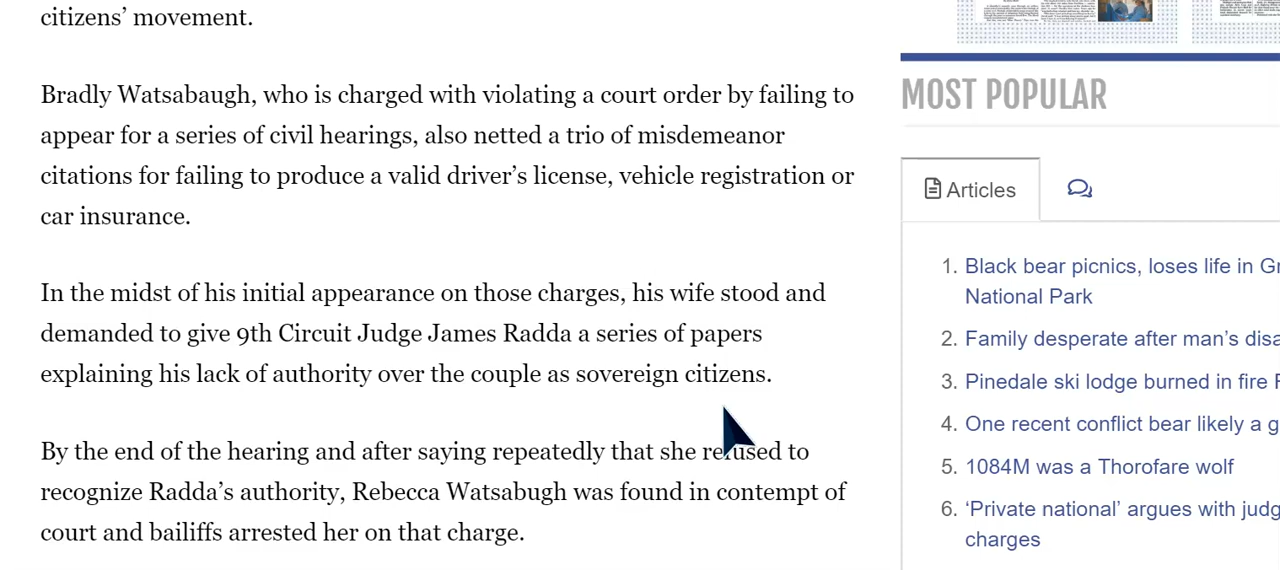 citizens’ movement.
Bradly Watsabaugh, who is charged with violating a court order by failing to
appear for a series of civil hearings, also netted a trio of misdemeanor
citations for failing to produce a valid driver’s license, vehicle registration or
car insurance.
In the midst of his initial appearance on those charges, his wife stood and
demanded to give 9th Circuit Judge James Radda a series of papers
explaining his lack of authority over the couple as sovereign citizens.
By the end of the hearing and after saying repeatedly that she refused to
recognize Radda’s authority, Rebecca Watsabugh was found in contempt of
court and bailiffs arrested her on that charge.
MOST POPULAR
Articles
1. Black bear picnics, loses life in
National Park
2. Family desperate after man’s
3. Pinedale ski lodge burned in fire
4. One recent conflict bear likely a
5. 1084M was a Thorofare wolf
6. ‘Private national’ argues with
charges